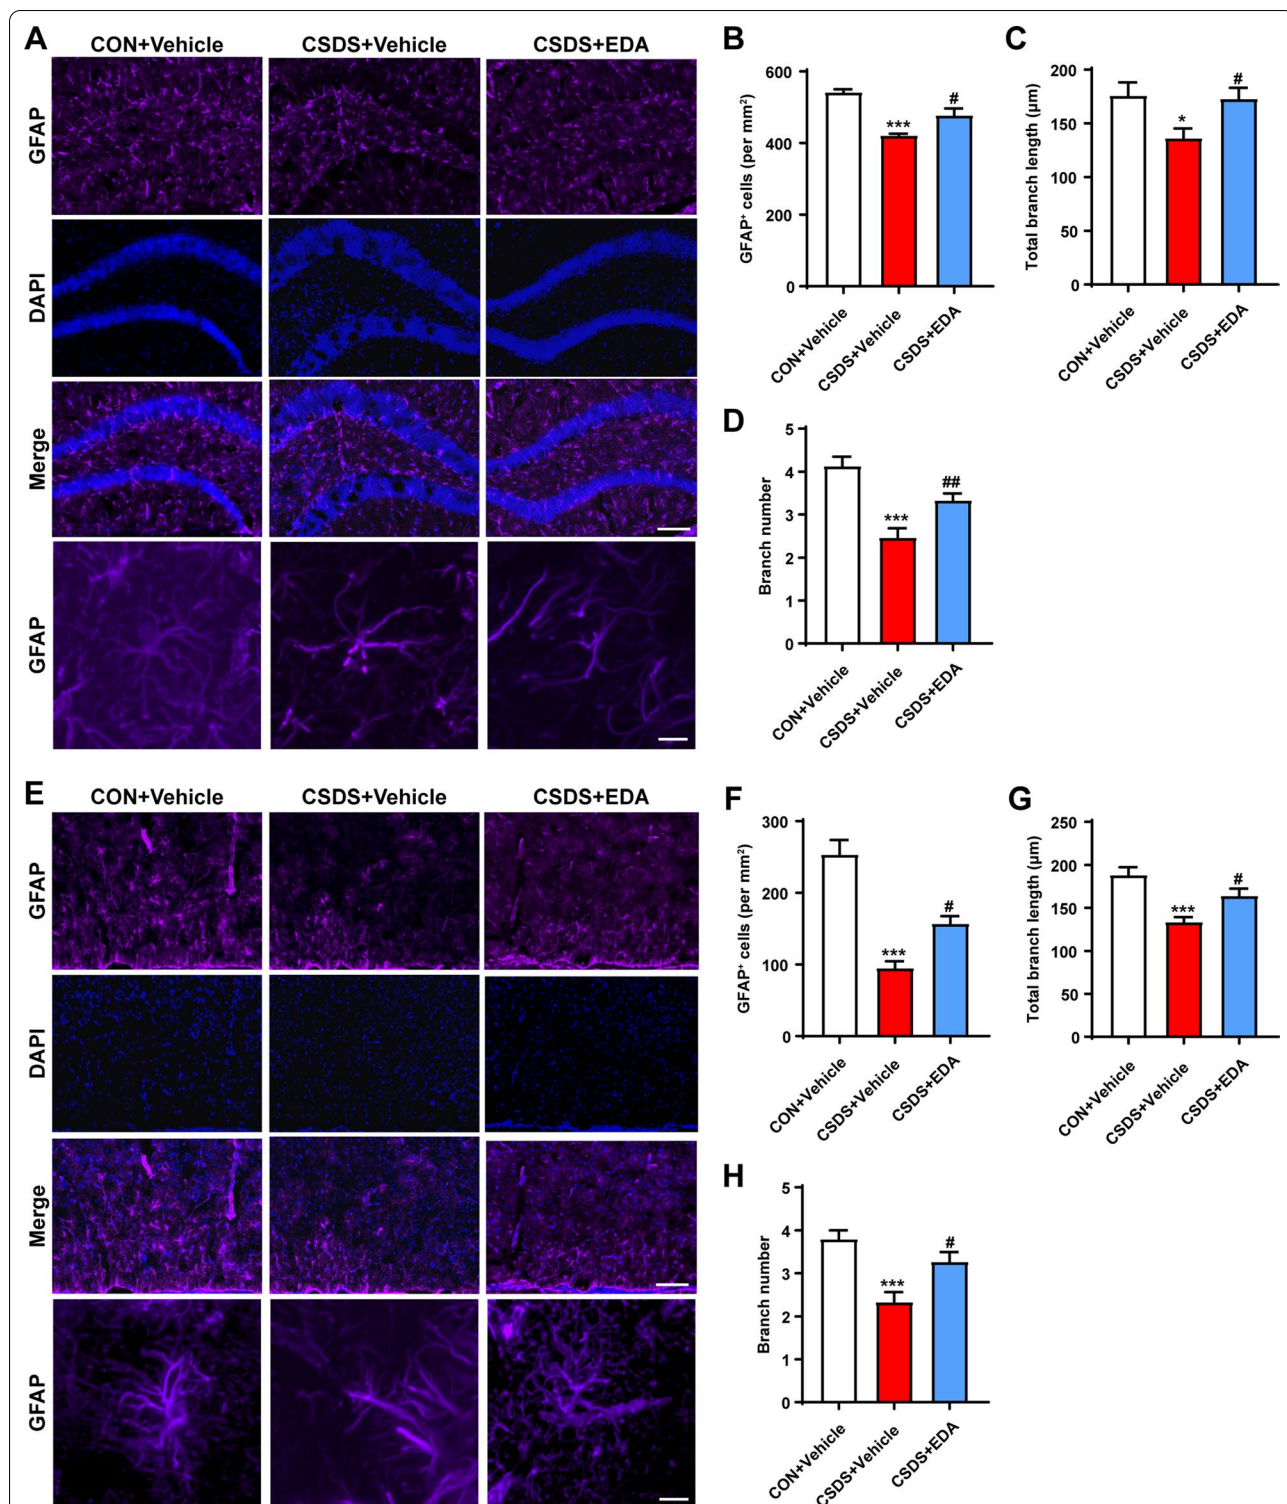 A
CON+Vehicle CSDS+Vehicle CSDS+EDA
GFAP
DAPI
Merge
GFAP
B
GFAP+ cells (per mm²)
600
400
200
0
***
#
CON+Vehicle
CSDS+Vehicle
CSDS+EDA
C
Total branch length (μm)
200
150
100
50
0
*
#
CON+Vehicle
CSDS+Vehicle
CSDS+EDA
D
Branch number
5
4
3
2
1
0
***
##
CON+Vehicle
CSDS+Vehicle
CSDS+EDA
E
CON+Vehicle CSDS+Vehicle CSDS+EDA
GFAP
DAPI
Merge
GFAP
F
GFAP+ cells (per mm²)
300
200
100
0
***
#
CON+Vehicle
CSDS+Vehicle
CSDS+EDA
G
Total branch length (μm)
250
200
150
100
50
0
***
#
CON+Vehicle
CSDS+Vehicle
CSDS+EDA
H
Branch number
5
4
3
2
1
0
***
#
CON+Vehicle
CSDS+Vehicle
CSDS+EDA